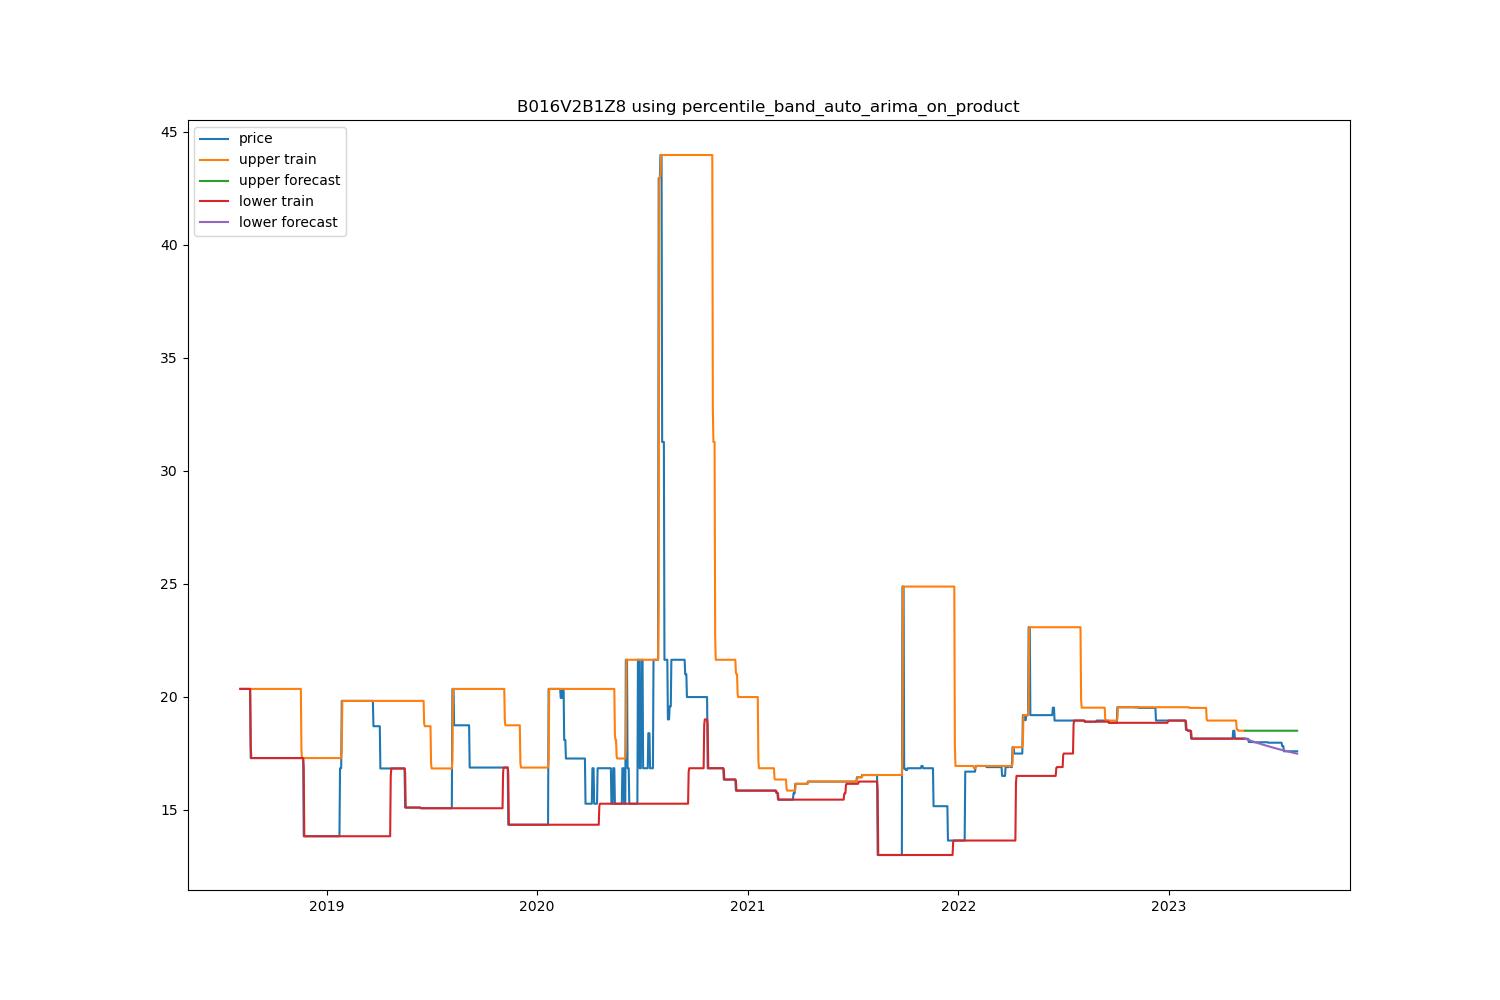 B016V2B1Z8 using percentile_band_auto_arima_on_product
45
40
35
30
25
20
15
price
upper train
upper forecast
lower train
lower forecast
2019
2020
2021
2022
2023